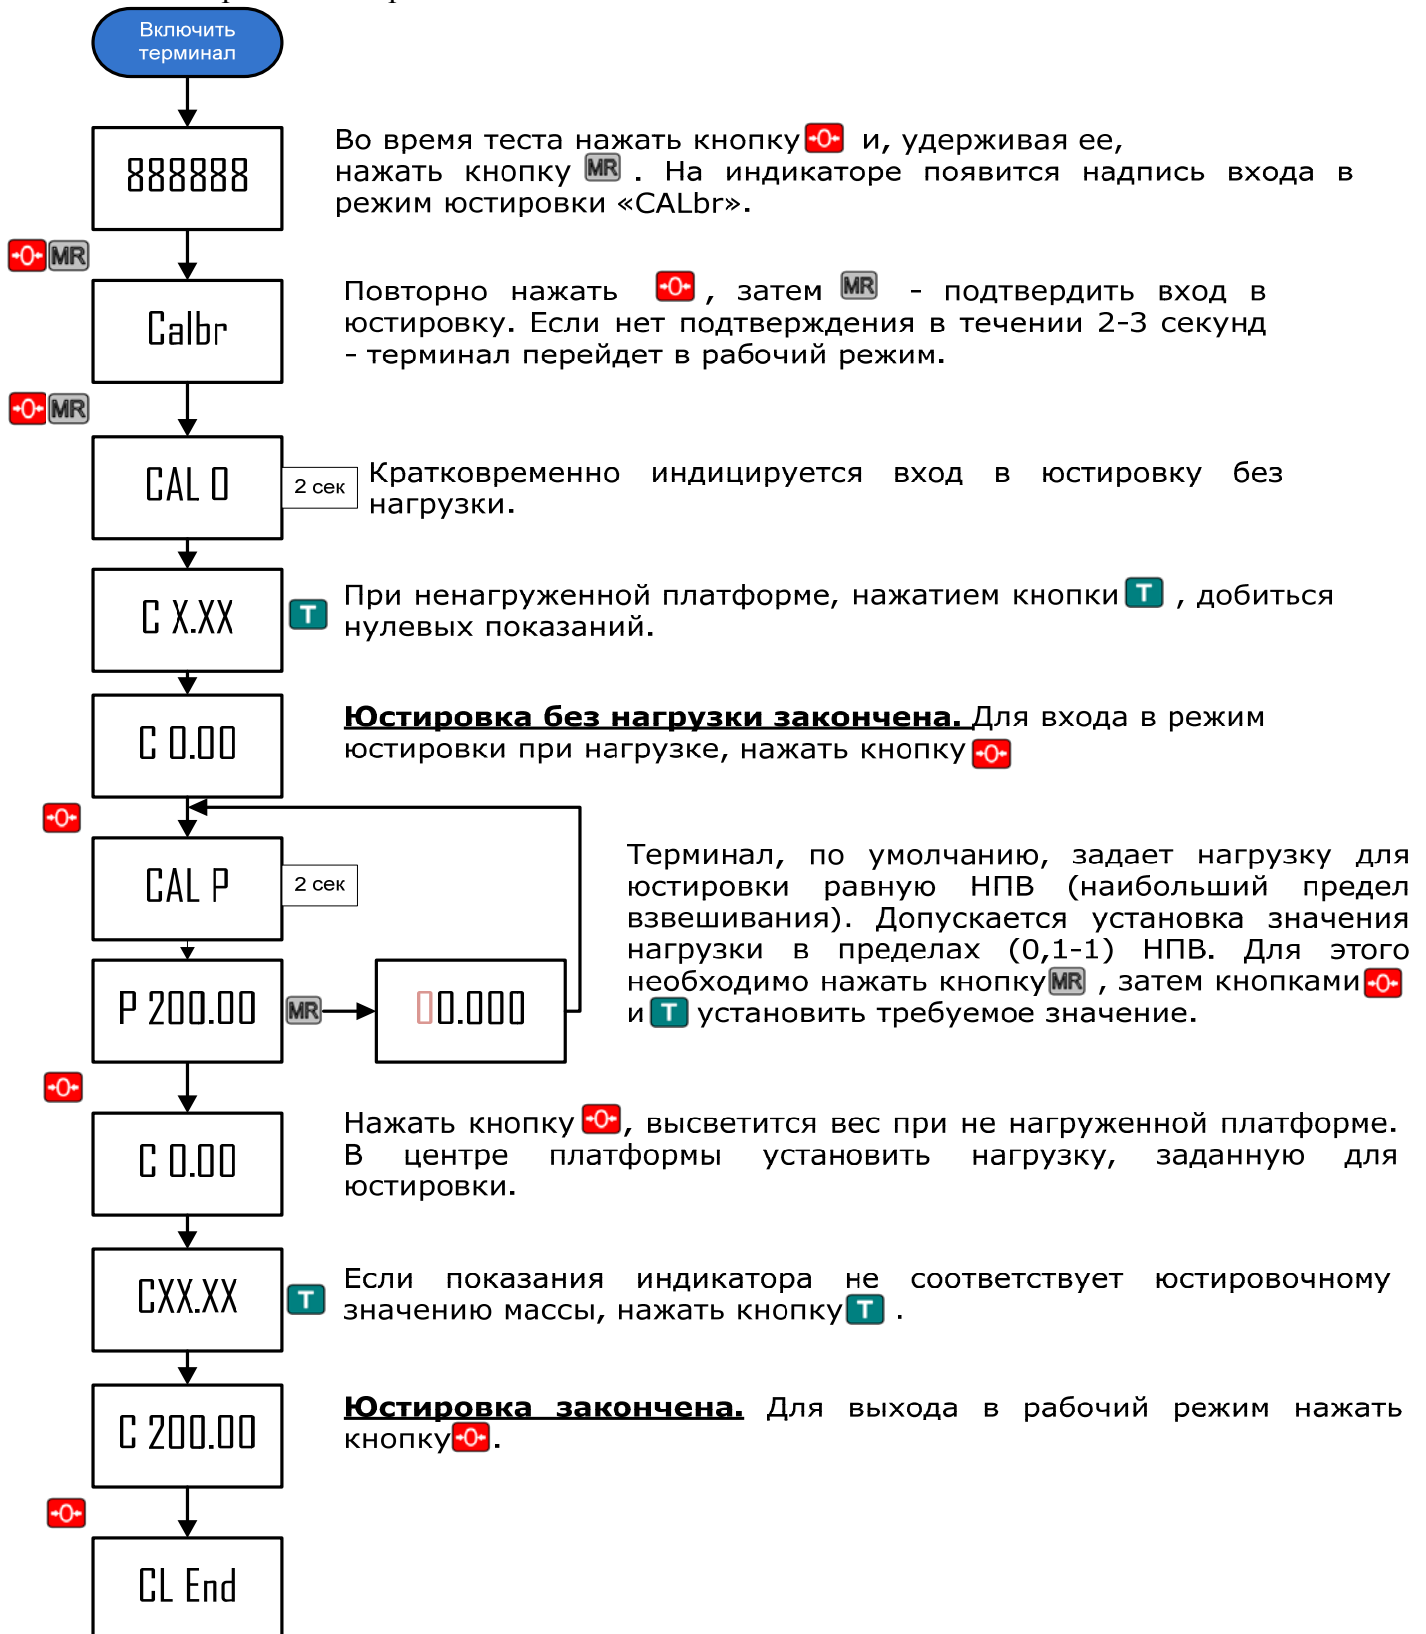 Включить
терминал
888888
Во время теста нажать кнопку →0← и, удерживая ее,
нажать кнопку MR . На индикаторе появится надпись входа в
режим юстировки «CALbr».
→0← MR
Calbr
Повторно нажать →0← , затем MR - подтвердить вход в
юстировку. Если нет подтверждения в течении 2-3 секунд
- терминал перейдет в рабочий режим.
→0← MR
CAL 0
2 сек
Кратковременно индицируется вход в юстировку без
нагрузки.
C X.XX
T
При ненагруженной платформе, нажатием кнопки T , добиться
нулевых показаний.
C 0.00
Юстировка без нагрузки закончена. Для входа в режим
юстировки при нагрузке, нажать кнопку →0←
→0←
CAL P
2 сек
Терминал, по умолчанию, задает нагрузку для
юстировки равную НПВ (наибольший предел
взвешивания). Допускается установка значения
нагрузки в пределах (0,1-1) НПВ. Для этого
необходимо нажать кнопку MR , затем кнопками →0←
и T установить требуемое значение.
P 200.00
MR
00.000
→0←
C 0.00
Нажать кнопку →0←, высветится вес при не нагруженной платформе.
В центре платформы установить нагрузку, заданную для
юстировки.
CXX.XX
T
Если показания индикатора не соответствует юстировочному
значению массы, нажать кнопку T .
C 200.00
Юстировка закончена. Для выхода в рабочий режим нажать
кнопку →0←.
→0←
CL End